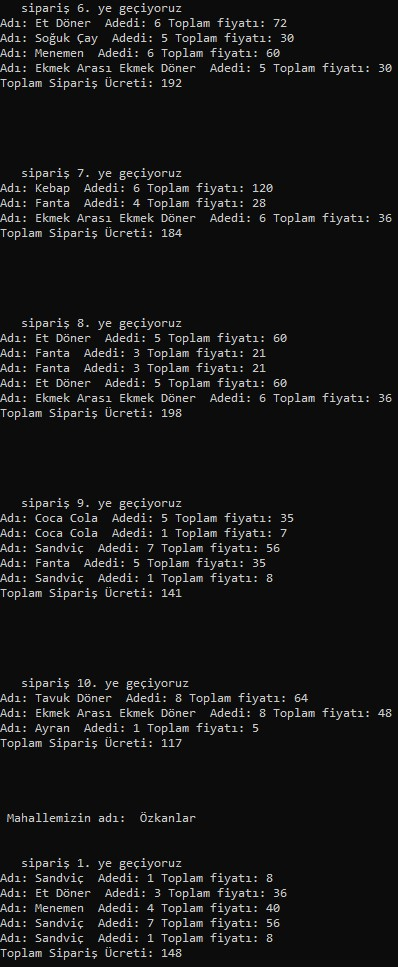 sipariş 6. ye geçiyoruz
Adı: Et Döner  Adedi: 6 Toplam fiyatı: 72
Adı: Soğuk Çay  Adedi: 5 Toplam fiyatı: 30
Adı: Menemen  Adedi: 6 Toplam fiyatı: 60
Adı: Ekmek Arası Ekmek Döner  Adedi: 5 Toplam fiyatı: 30
Toplam Sipariş Ücreti: 192
sipariş 7. ye geçiyoruz
Adı: Kebap  Adedi: 6 Toplam fiyatı: 120
Adı: Fanta  Adedi: 4 Toplam fiyatı: 28
Adı: Ekmek Arası Ekmek Döner  Adedi: 6 Toplam fiyatı: 36
Toplam Sipariş Ücreti: 184
sipariş 8. ye geçiyoruz
Adı: Et Döner  Adedi: 5 Toplam fiyatı: 60
Adı: Fanta  Adedi: 3 Toplam fiyatı: 21
Adı: Fanta  Adedi: 3 Toplam fiyatı: 21
Adı: Et Döner  Adedi: 5 Toplam fiyatı: 60
Adı: Ekmek Arası Ekmek Döner  Adedi: 6 Toplam fiyatı: 36
Toplam Sipariş Ücreti: 198
sipariş 9. ye geçiyoruz
Adı: Coca Cola  Adedi: 5 Toplam fiyatı: 35
Adı: Coca Cola  Adedi: 1 Toplam fiyatı: 7
Adı: Sandviç  Adedi: 7 Toplam fiyatı: 56
Adı: Fanta  Adedi: 5 Toplam fiyatı: 35
Adı: Sandviç  Adedi: 1 Toplam fiyatı: 8
Toplam Sipariş Ücreti: 141
sipariş 10. ye geçiyoruz
Adı: Tavuk Döner  Adedi: 8 Toplam fiyatı: 64
Adı: Ekmek Arası Ekmek Döner  Adedi: 8 Toplam fiyatı: 48
Adı: Ayran  Adedi: 1 Toplam fiyatı: 5
Toplam Sipariş Ücreti: 117
Mahallemizin adı:  Özkanlar
sipariş 1. ye geçiyoruz
Adı: Sandviç  Adedi: 1 Toplam fiyatı: 8
Adı: Et Döner  Adedi: 3 Toplam fiyatı: 36
Adı: Menemen  Adedi: 4 Toplam fiyatı: 40
Adı: Sandviç  Adedi: 7 Toplam fiyatı: 56
Adı: Sandviç  Adedi: 1 Toplam fiyatı: 8
Toplam Sipariş Ücreti: 148